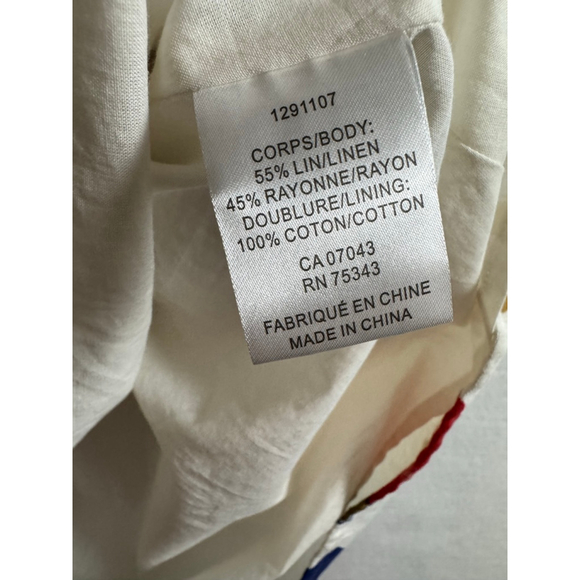 1291107
CORPS/BODY:
55% LIN/LINEN
45% RAYONNE/RAYON
DOUBLURE/LINING:
100% COTON/COTTON
CA 07043
RN 75343
FABRIQUÉ EN CHINE
MADE IN CHINA